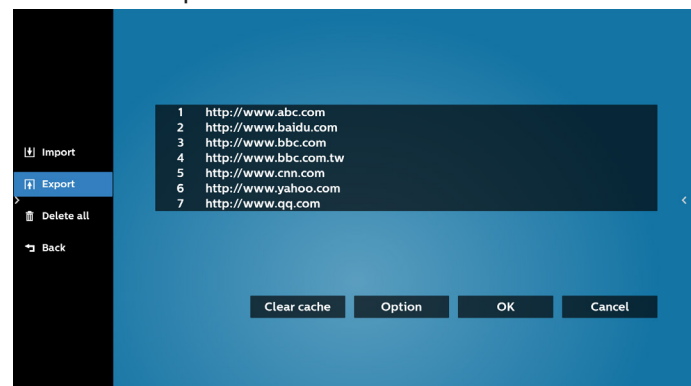 Import
Export
Delete all
Back
1 http://www.abc.com
2 http://www.baidu.com
3 http://www.bbc.com
4 http://www.bbc.com.tw
5 http://www.cnn.com
6 http://www.yahoo.com
7 http://www.qq.com
Clear cache Option OK Cancel